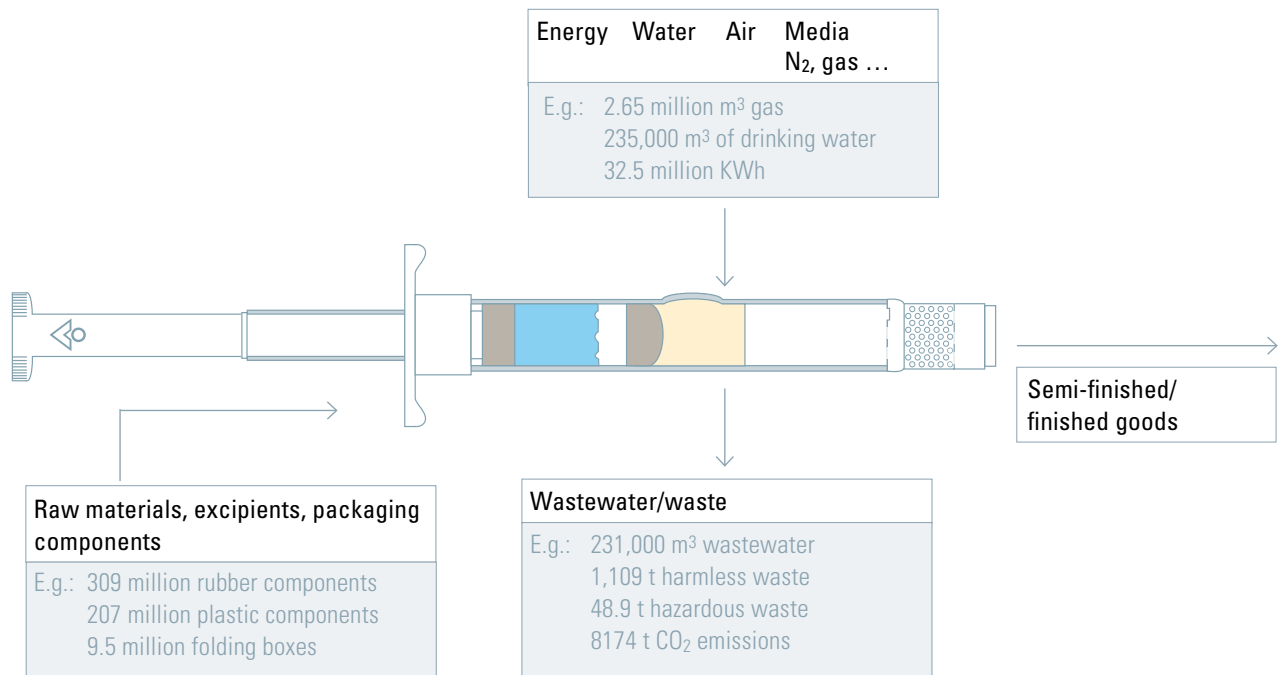 Energy Water Air Media
N₂, gas …
E.g.: 2.65 million m³ gas
235,000 m³ of drinking water
32.5 million KWh
Semi-finished/
finished goods
Raw materials, excipients, packaging
components
E.g.: 309 million rubber components
207 million plastic components
9.5 million folding boxes
Wastewater/waste
E.g.: 231,000 m³ wastewater
1,109 t harmless waste
48.9 t hazardous waste
8174 t CO₂ emissions